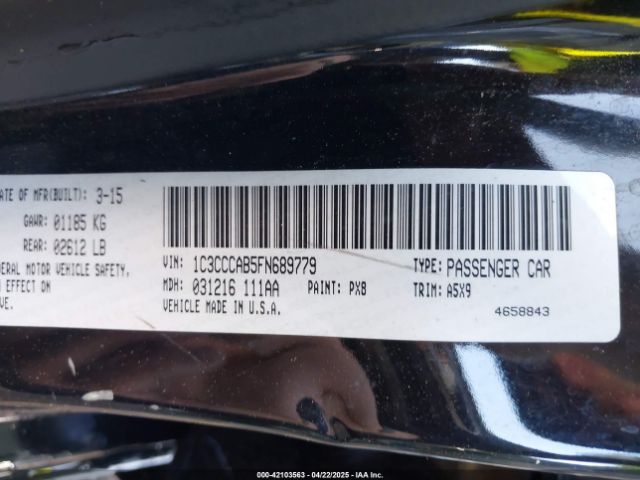 ATE OF MFR(BUILT): 3-15
GAWR: 01185 KG
REAR: 02612 LB
ERAL MOTOR VEHICLE SAFETY,
N EFFECT ON
VE.
VIN: 1C3CCCAB5FN689779
TYPE: PASSENGER CAR
MDH: 031216 111AA
PAINT: PX8
TRIM: A5X9
VEHICLE MADE IN U.S.A.
4658843
000-42103563 - 04/22/2025 - IAA Inc.